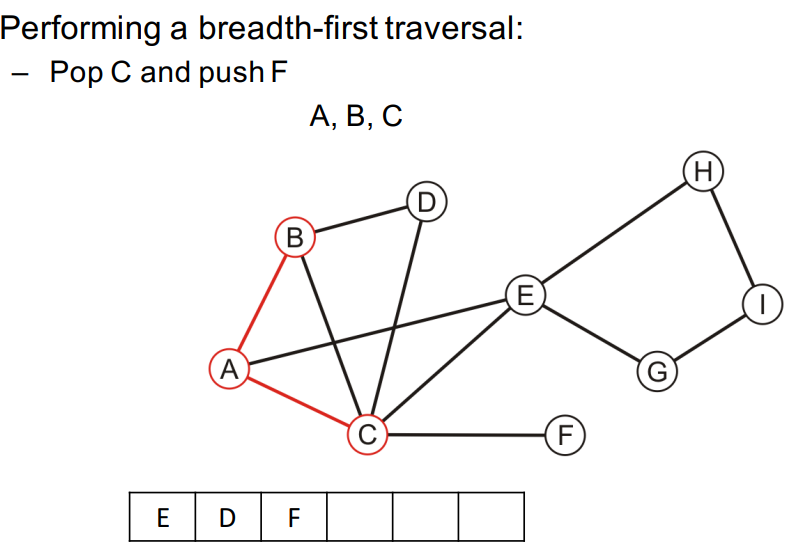 Performing a breadth-first traversal:
– Pop C and push F
A, B, C
H
D
B
E
I
A
G
C
F
E D F